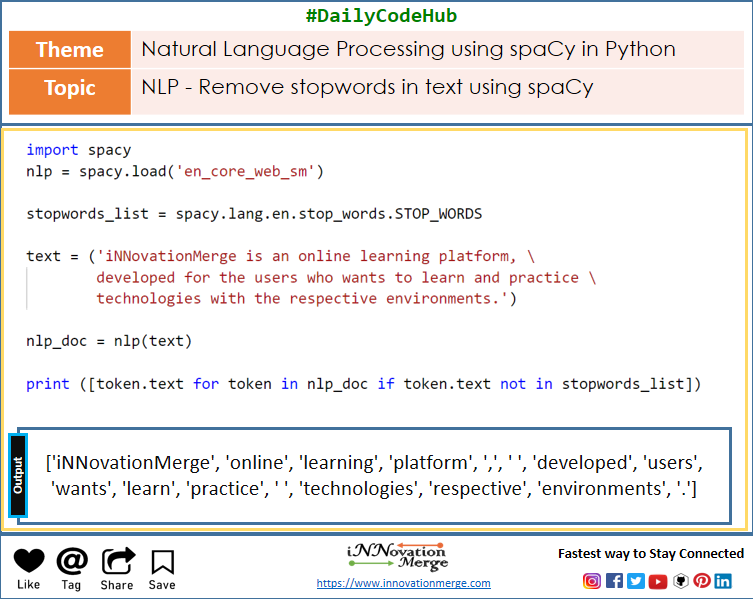 #DailyCodeHub
Theme
Natural Language Processing using spaCy in Python
Topic
NLP - Remove stopwords in text using spaCy
import spacy
nlp = spacy.load('en_core_web_sm')
stopwords_list = spacy.lang.en.stop_words.STOP_WORDS
text = ('iNNovationMerge is an online learning platform, \
developed for the users who wants to learn and practice \
technologies with the respective environments.')
nlp_doc = nlp(text)
print ([token.text for token in nlp_doc if token.text not in stopwords_list])
Output
['iNNovationMerge', 'online', 'learning', 'platform', ',', ' ', 'developed', 'users',
'wants', 'learn', 'practice', ' ', 'technologies', 'respective', 'environments', '.']
Like
Tag
Share
Save
iNNovation
Merge
https://www.innovationmerge.com
Fastest way to Stay Connected